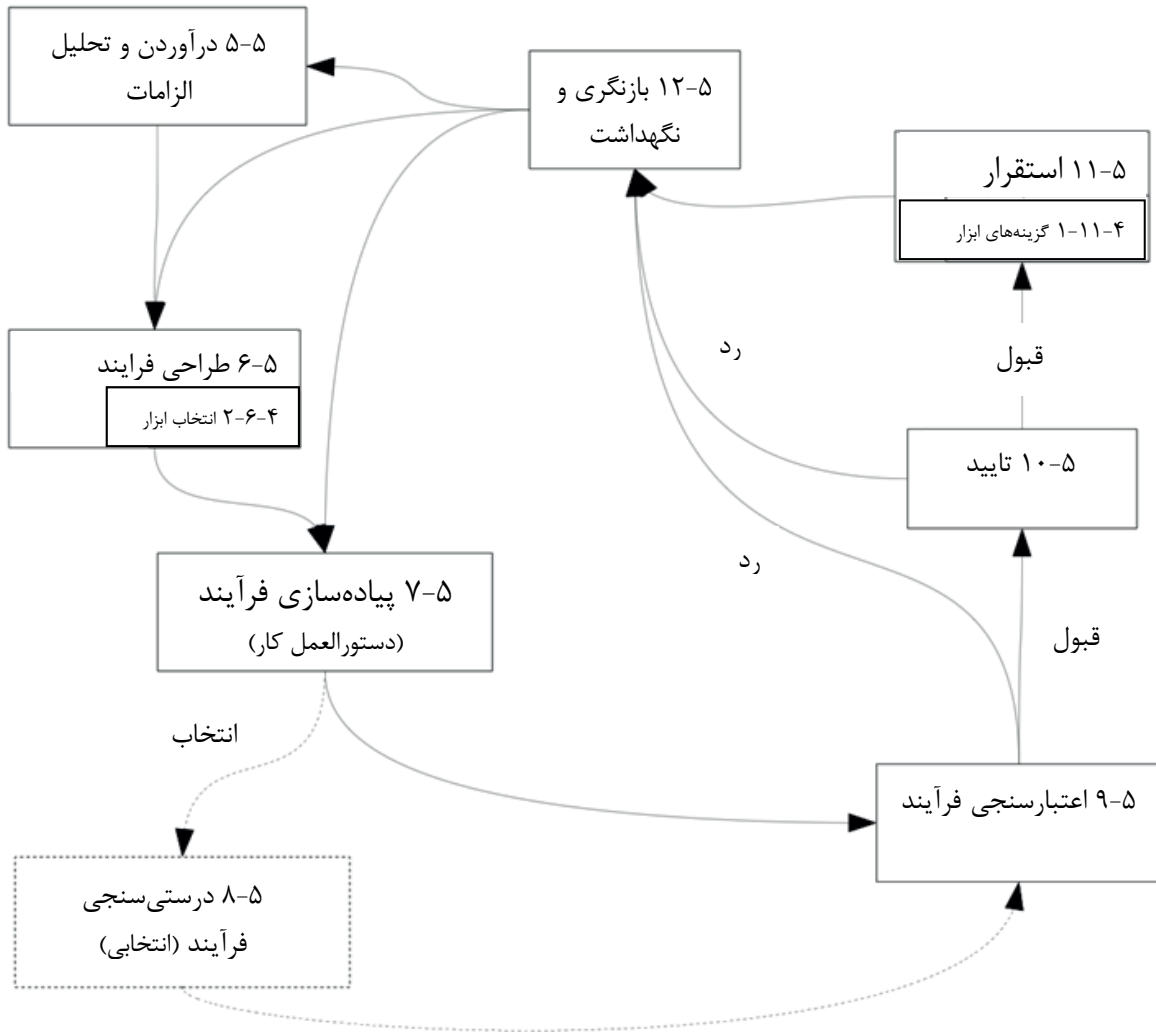 ۵-۵ درآوردن و تحلیل
الزامات
۱۲-۵ بازنگری و
نگهداشت
۱۱-۵ استقرار
۱-۱۱-۴ گزینه‌های ابزار
رد
قبول
۶-۵ طراحی فرایند
۲-۶-۴ انتخاب ابزار
۱۰-۵ تایید
۷-۵ پیاده‌سازی فرآیند
(دستورالعمل کار)
رد
قبول
انتخاب
۹-۵ اعتبارسنجی فرآیند
۸-۵ درستی‌سنجی
فرآیند (انتخابی)